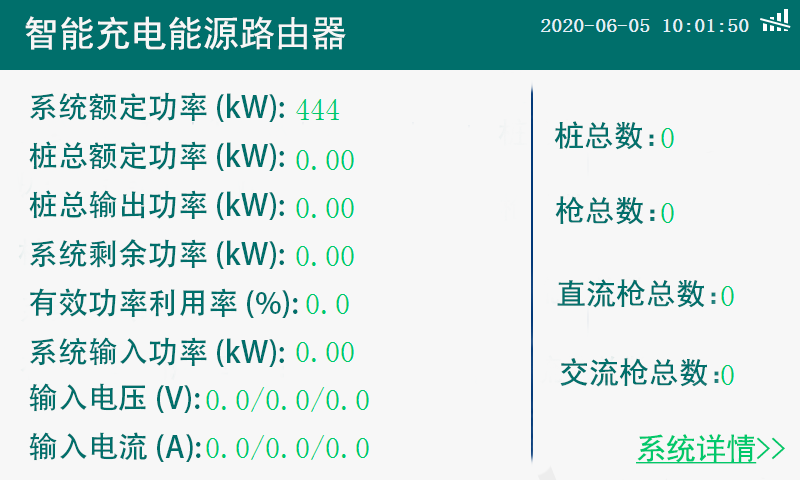 智能充电能源路由器
2020-06-05 10:01:50
系统额定功率 (kW): 444
桩总额定功率 (kW): 0.00
桩总输出功率 (kW): 0.00
系统剩余功率 (kW): 0.00
有效功率利用率 (%): 0.0
系统输入功率 (kW): 0.00
输入电压 (V): 0.0/0.0/0.0
输入电流 (A): 0.0/0.0/0.0
桩总数:0
枪总数:0
直流枪总数:0
交流枪总数:0
系统详情>>